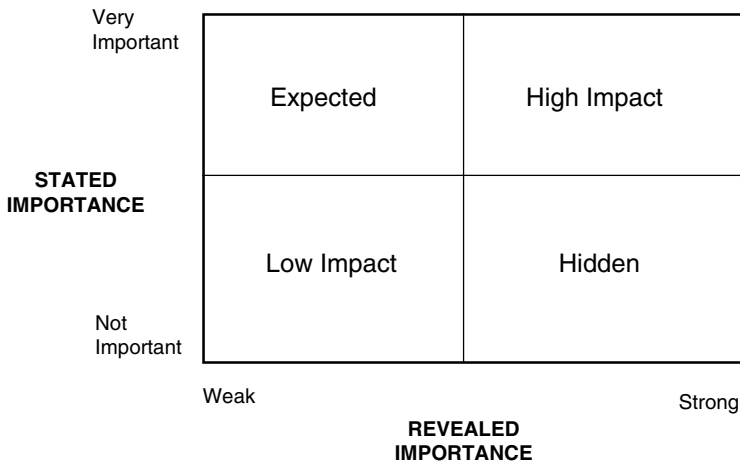 Very
Important
Expected
High Impact
STATED
IMPORTANCE
Low Impact
Hidden
Not
Important
Weak
Strong
REVEALED
IMPORTANCE